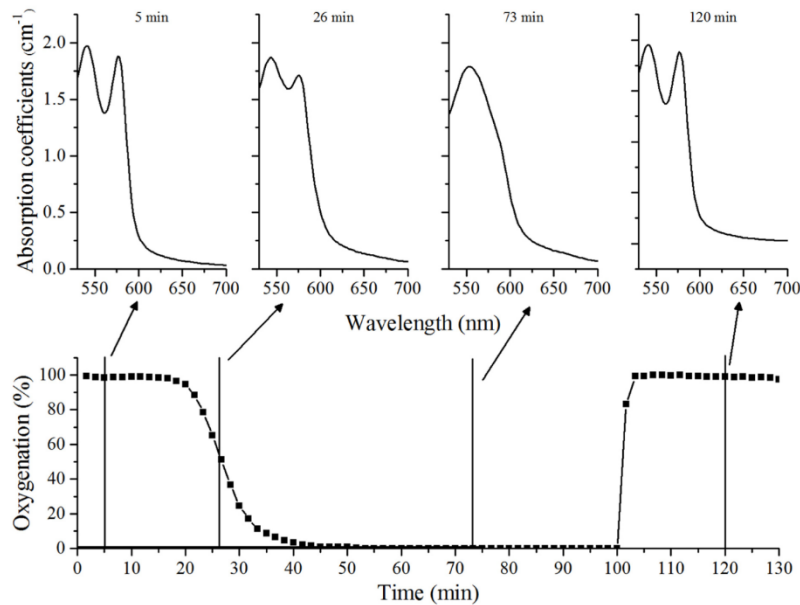 5 min 26 min 73 min 120 min
Absorption coefficients (cm⁻¹)
2.0
1.5
1.0
0.5
0.0
550 600 650 700 550 600 650 700 550 600 650 700 550 600 650 700
Wavelength (nm)
Oxygenation (%)
100
80
60
40
20
0
0 10 20 30 40 50 60 70 80 90 100 110 120 130
Time (min)